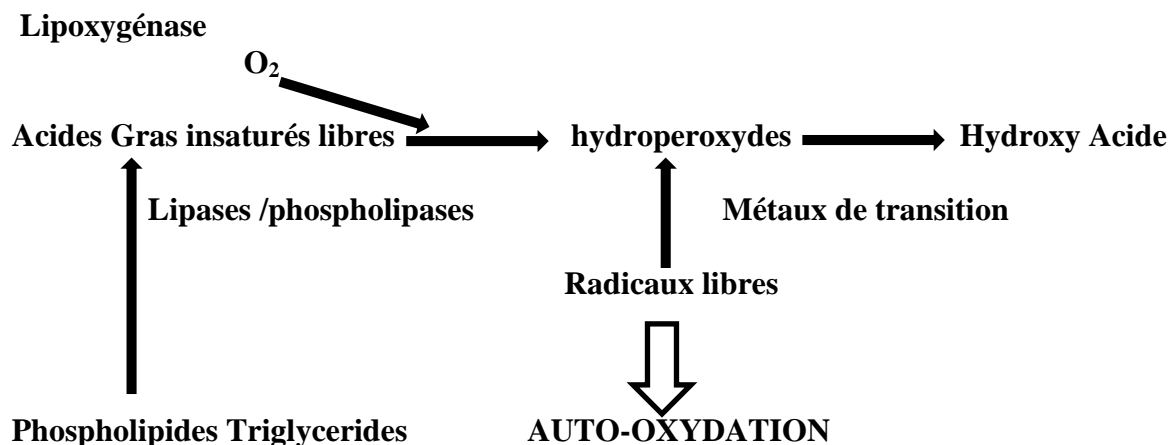 Lipoxygénase
O₂
Acides Gras insaturés libres hydroperoxydes Hydroxy Acide
Lipases /phospholipases Métaux de transition
Radicaux libres
Phospholipides Triglycerides AUTO-OXYDATION